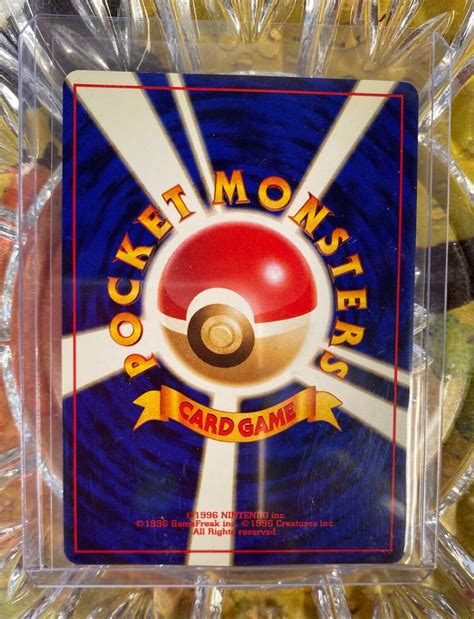 POCKET MONSTERS
CARD GAME
©1996 NINTENDO inc.
©1996 GameFreak inc. ©1996 Creatures inc.
All Rights reserved.